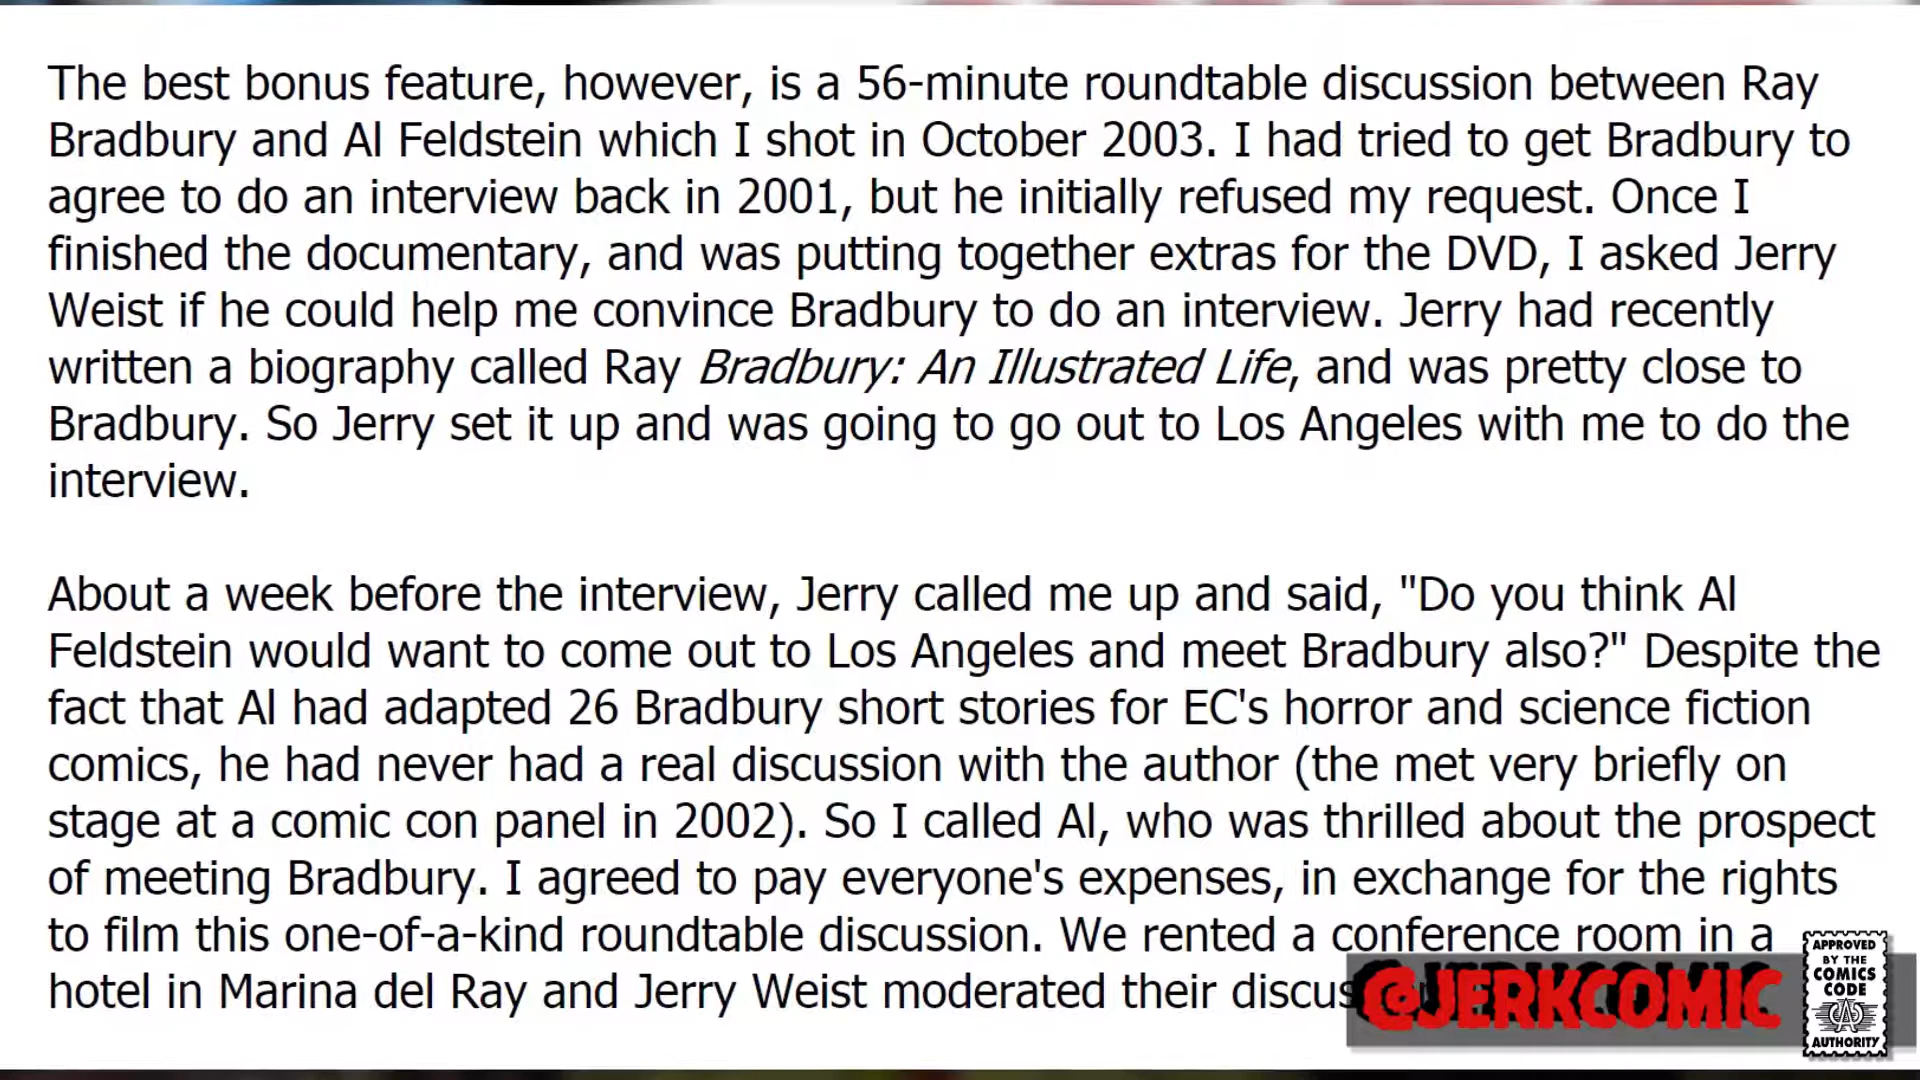 The best bonus feature, however, is a 56-minute roundtable discussion between Ray
Bradbury and Al Feldstein which I shot in October 2003. I had tried to get Bradbury to
agree to do an interview back in 2001, but he initially refused my request. Once I
finished the documentary, and was putting together extras for the DVD, I asked Jerry
Weist if he could help me convince Bradbury to do an interview. Jerry had recently
written a biography called Ray Bradbury: An Illustrated Life, and was pretty close to
Bradbury. So Jerry set it up and was going to go out to Los Angeles with me to do the
interview.
About a week before the interview, Jerry called me up and said, "Do you think Al
Feldstein would want to come out to Los Angeles and meet Bradbury also?" Despite the
fact that Al had adapted 26 Bradbury short stories for EC's horror and science fiction
comics, he had never had a real discussion with the author (the met very briefly on
stage at a comic con panel in 2002). So I called Al, who was thrilled about the prospect
of meeting Bradbury. I agreed to pay everyone's expenses, in exchange for the rights
to film this one-of-a-kind roundtable discussion. We rented a conference room in a
hotel in Marina del Ray and Jerry Weist moderated their
@JERKCOMIC
APPROVED
BY THE
COMICS
CODE
AUTHORITY